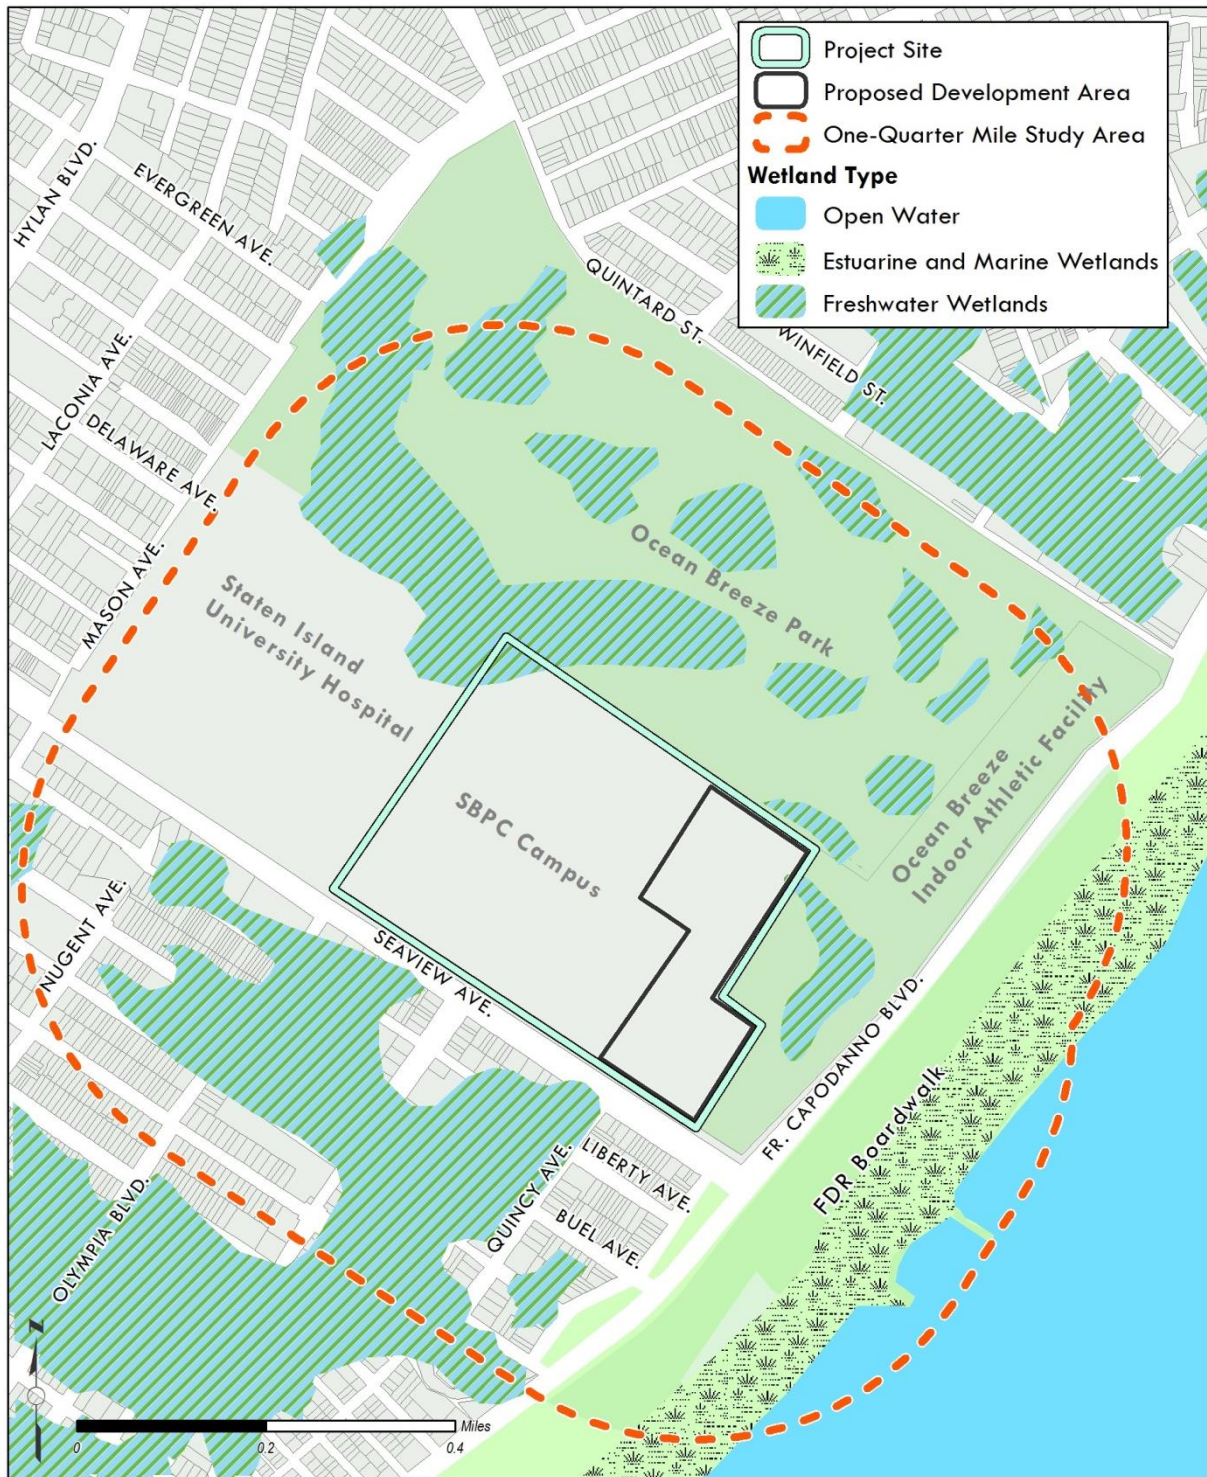 Project Site
Proposed Development Area
One-Quarter Mile Study Area
Wetland Type
Open Water
Estuarine and Marine Wetlands
Freshwater Wetlands
HYLAN BLVD.
EVERGREEN AVE.
QUINTARD ST.
WINFIELD ST.
LACONIA AVE.
DELAWARE AVE.
MASON AVE.
Staten Island
University Hospital
Ocean Breeze Park
Ocean Breeze
Indoor Athletic Facility
SBPC Campus
NUGENT AVE.
SEAVIEW AVE.
FR. CAPODANNO BLVD.
FDR Boardwalk
LIBERTY AVE.
QUINCY AVE.
BUEL AVE.
OLYMPIA BLVD.
N
Miles
0 0.2 0.4